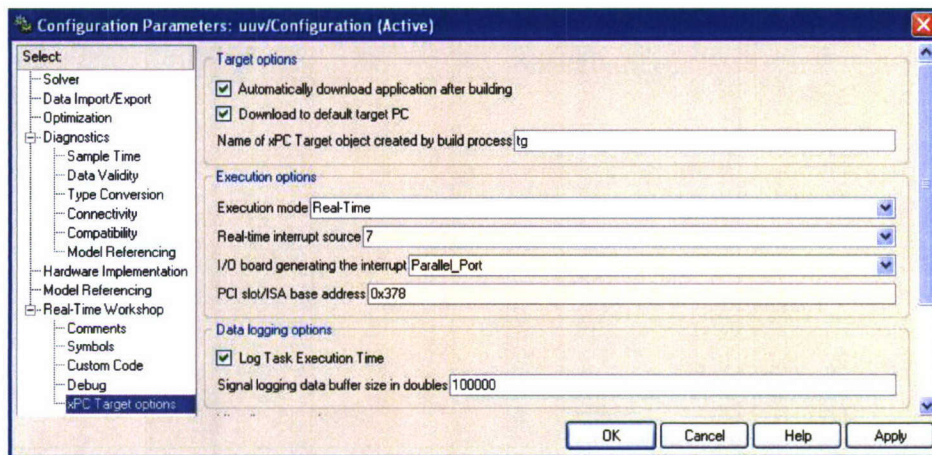 Configuration Parameters: uuv/Configuration (Active)
Select:
Solver
Data Import/Export
Optimization
Diagnostics
Sample Time
Data Validity
Type Conversion
Connectivity
Compatibility
Model Referencing
Hardware Implementation
Model Referencing
Real-Time Workshop
Comments
Symbols
Custom Code
Debug
xPC Target options
Target options
Automatically download application after building
Download to default target PC
Name of xPC Target object created by build process tg
Execution options
Execution mode Real-Time
Real-time interrupt source 7
I/O board generating the interrupt Parallel_Port
PCI slot/ISA base address 0x378
Data logging options
Log Task Execution Time
Signal logging data buffer size in doubles 100000
OK Cancel Help Apply